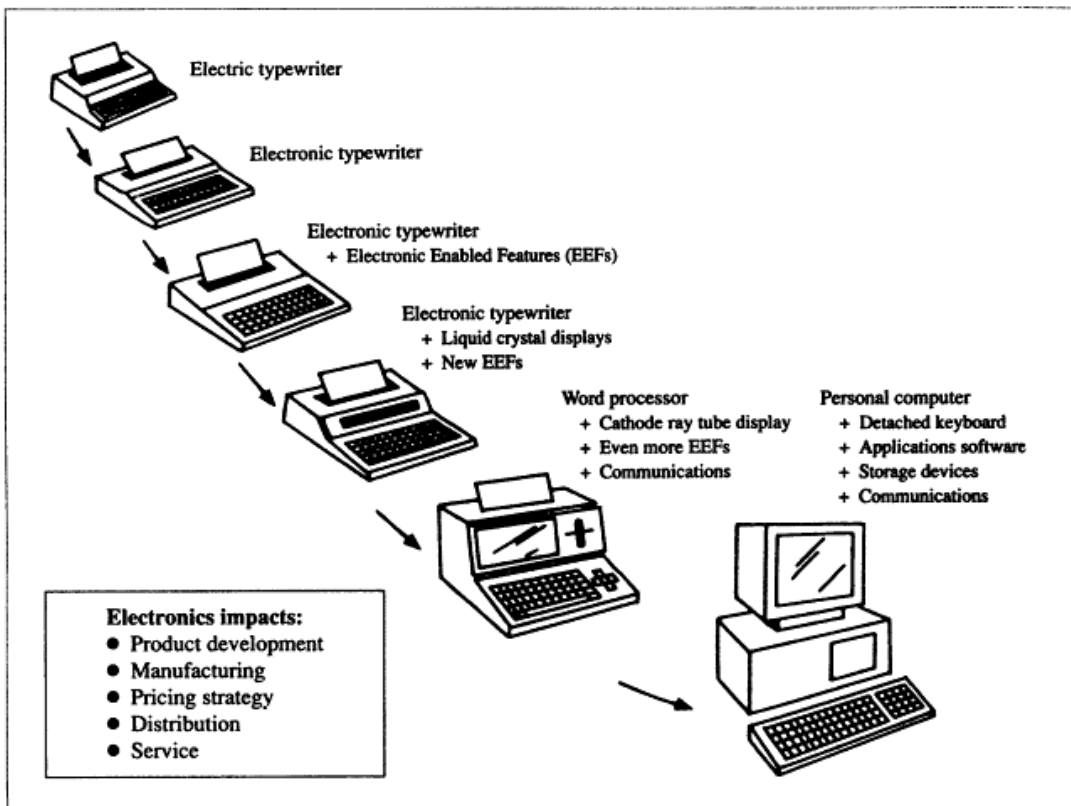 Electric typewriter
Electronic typewriter
Electronic typewriter
+ Electronic Enabled Features (EEFs)
Electronic typewriter
+ Liquid crystal displays
+ New EEFs
Word processor
+ Cathode ray tube display
+ Even more EEFs
+ Communications
Personal computer
+ Detached keyboard
+ Applications software
+ Storage devices
+ Communications
Electronics impacts:
● Product development
● Manufacturing
● Pricing strategy
● Distribution
● Service